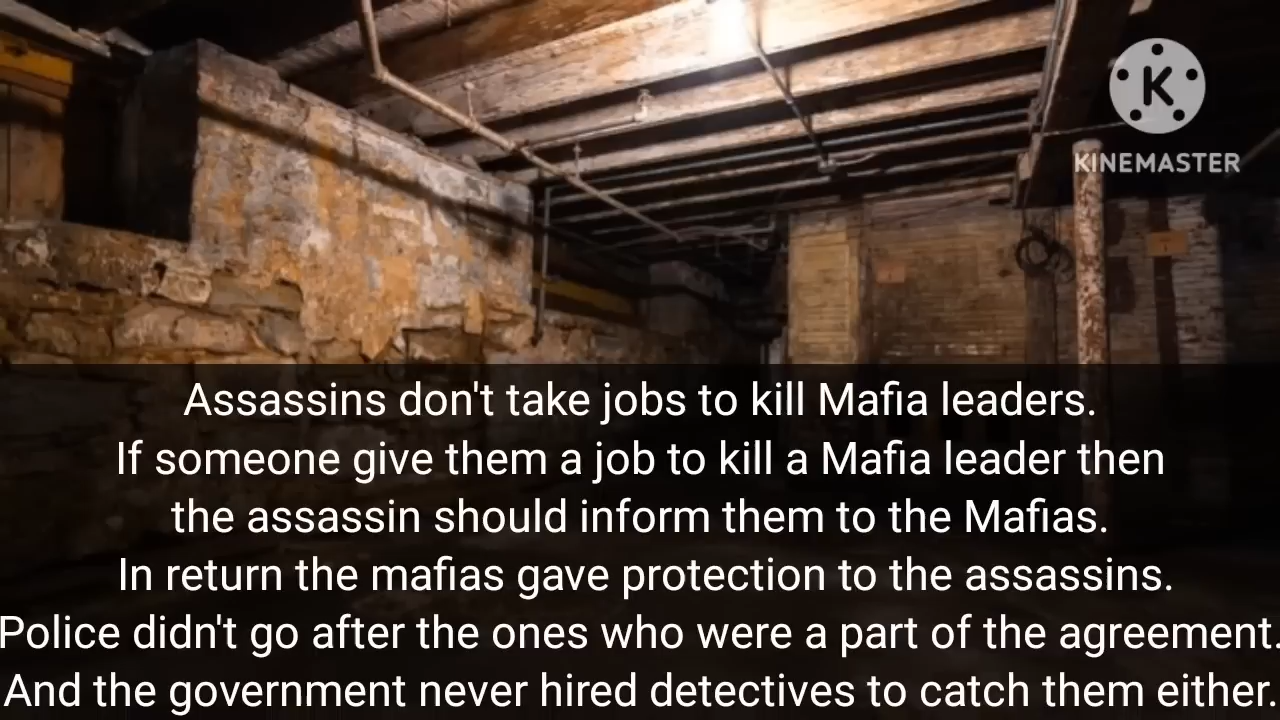 K
KINEMASTER
Assassins don't take jobs to kill Mafia leaders.
If someone give them a job to kill a Mafia leader then
the assassin should inform them to the Mafias.
In return the mafias gave protection to the assassins.
Police didn't go after the ones who were a part of the agreement.
And the government never hired detectives to catch them either.